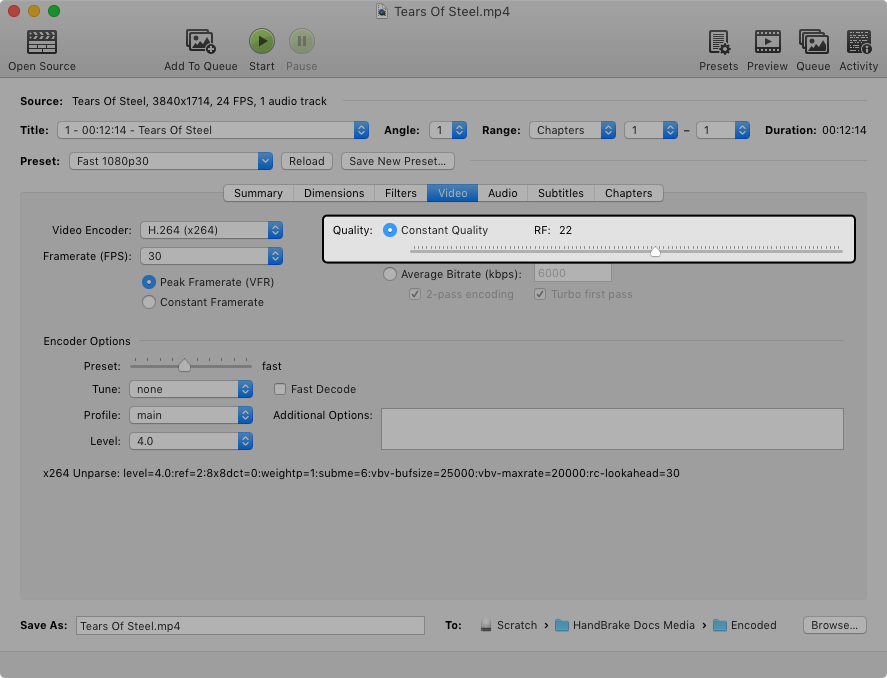 Tears Of Steel.mp4
Open Source Add To Queue Start Pause Presets Preview Queue Activity
Source: Tears Of Steel, 3840x1714, 24 FPS, 1 audio track
Title: 1 - 00:12:14 - Tears Of Steel Angle: 1 Range: Chapters 1 – 1 Duration: 00:12:14
Preset: Fast 1080p30 Reload Save New Preset...
Summary Dimensions Filters Video Audio Subtitles Chapters
Video Encoder: H.264 (x264) Quality: Constant Quality RF: 22
Framerate (FPS): 30
Peak Framerate (VFR) Average Bitrate (kbps): 6000
Constant Framerate 2-pass encoding Turbo first pass
Encoder Options
Preset: fast
Tune: none Fast Decode
Profile: main Additional Options:
Level: 4.0
x264 Unparse: level=4.0:ref=2:8x8dct=0:weightp=1:subme=6:vbv-bufsize=25000:vbv-maxrate=20000:rc-lookahead=30
Save As: Tears Of Steel.mp4 To: Scratch › HandBrake Docs Media › Encoded Browse...